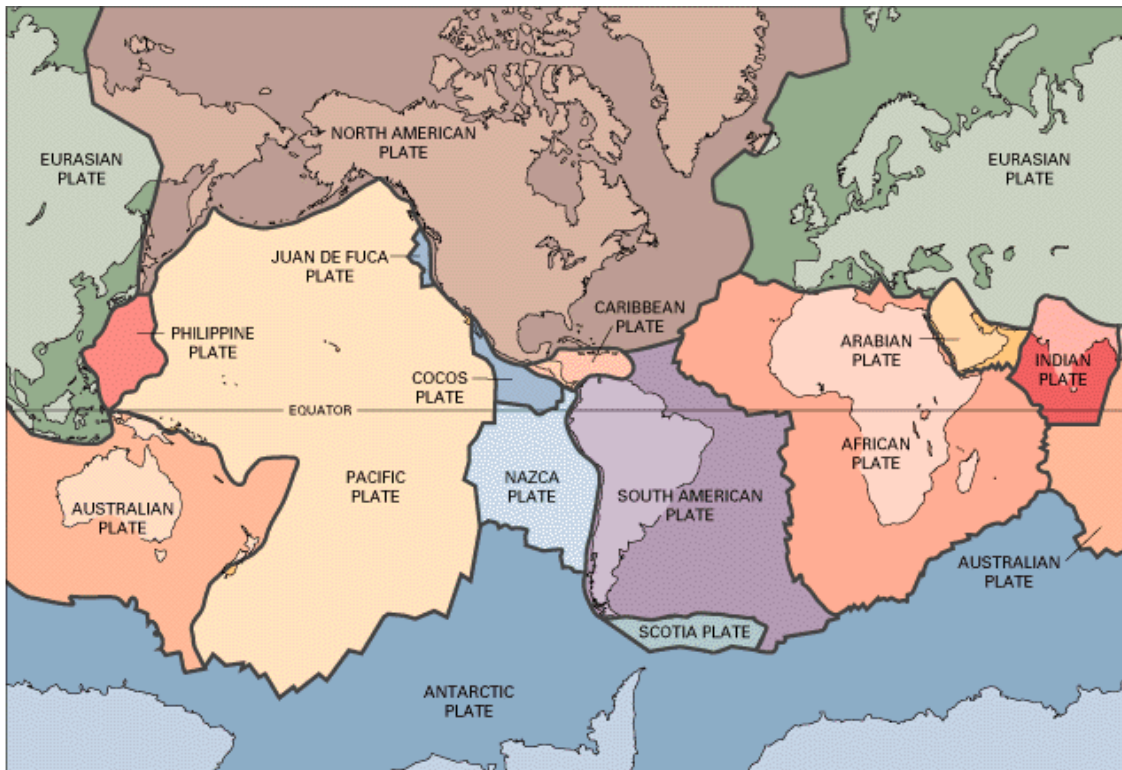 NORTH AMERICAN
PLATE
EURASIAN
PLATE
EURASIAN
PLATE
JUAN DE FUCA
PLATE
CARIBBEAN
PLATE
PHILIPPINE
PLATE
ARABIAN
PLATE
INDIAN
PLATE
COCOS
PLATE
EQUATOR
AFRICAN
PLATE
AUSTRALIAN
PLATE
PACIFIC
PLATE
NAZCA
PLATE
SOUTH AMERICAN
PLATE
AUSTRALIAN
PLATE
SCOTIA PLATE
ANTARCTIC
PLATE